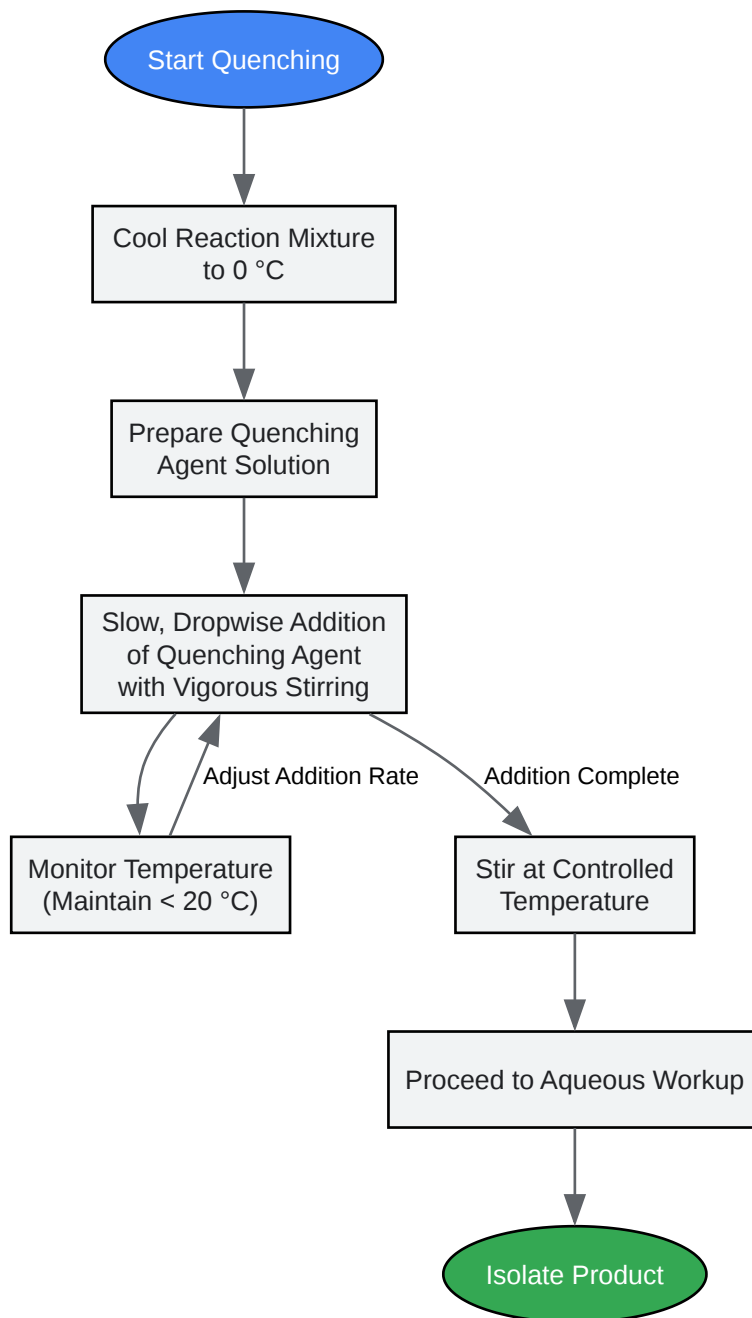 Start Quenching
Cool Reaction Mixture
to 0 °C
Prepare Quenching
Agent Solution
Slow, Dropwise Addition
of Quenching Agent
with Vigorous Stirring
Adjust Addition Rate
Addition Complete
Monitor Temperature
(Maintain < 20 °C)
Stir at Controlled
Temperature
Proceed to Aqueous Workup
Isolate Product